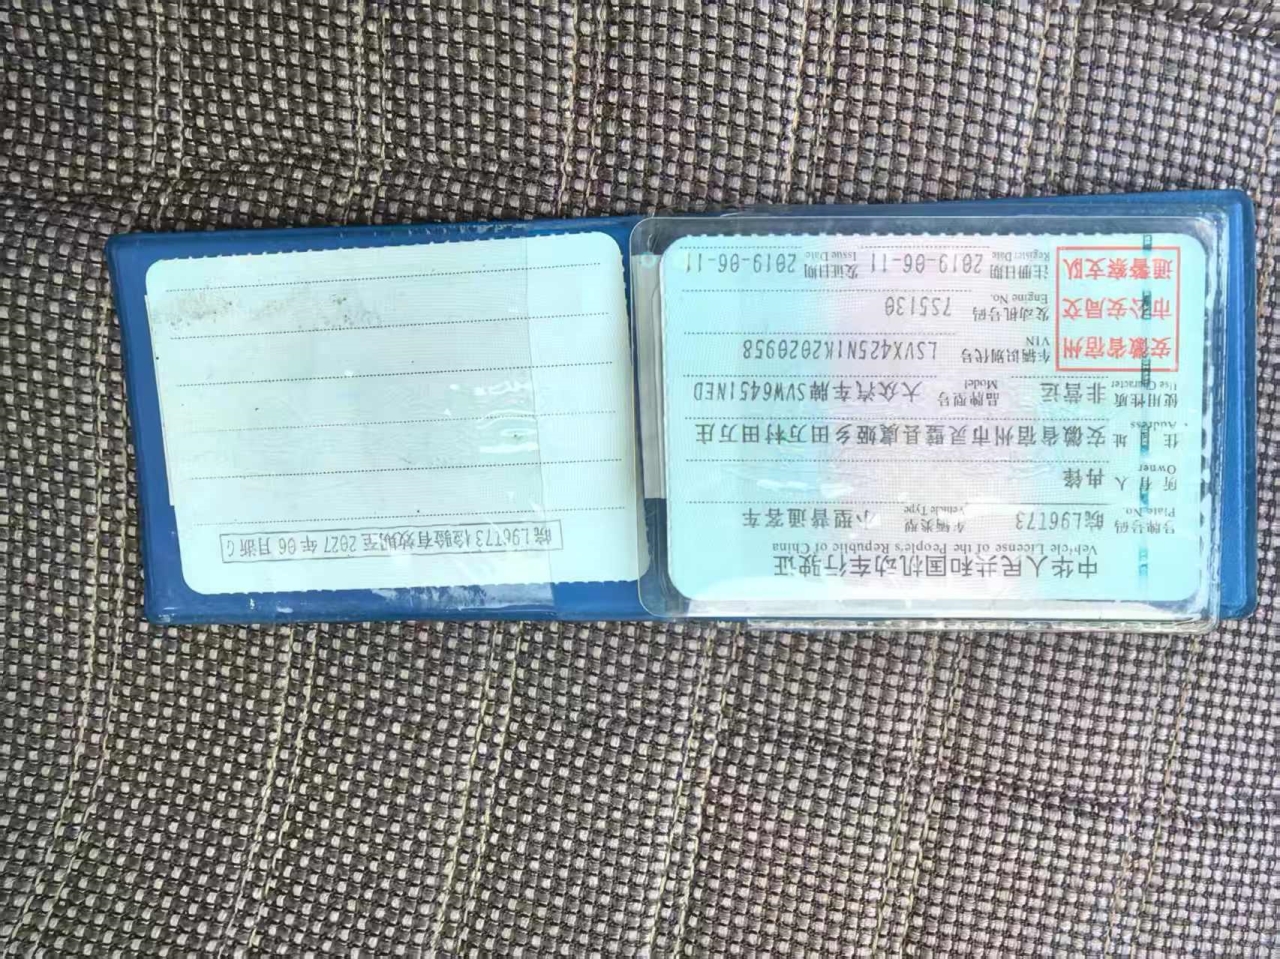 中华人民共和国机动车行驶证
Vehicle License of the People's Republic of China
号牌号码 皖L96T73 车辆类型 小型普通客车
Plate No. Vehicle Type
所有人 冉锋
Owner
住址 安徽省宿州市灵璧县虞姬乡田万村田万庄
Address
使用性质 非营运 品牌型号 大众汽车牌SVW6451NED
Use Character Model
安徽省宿州
市公安局交
通警察支队
车辆识别代号 LSVX425N1K2020958
VIN
发动机号码 7S5130
Engine No.
注册日期 2019-06-11 发证日期 2019-06-11
Register Date Issue Date
皖L96T73 检验有效期至2027年06月浙G